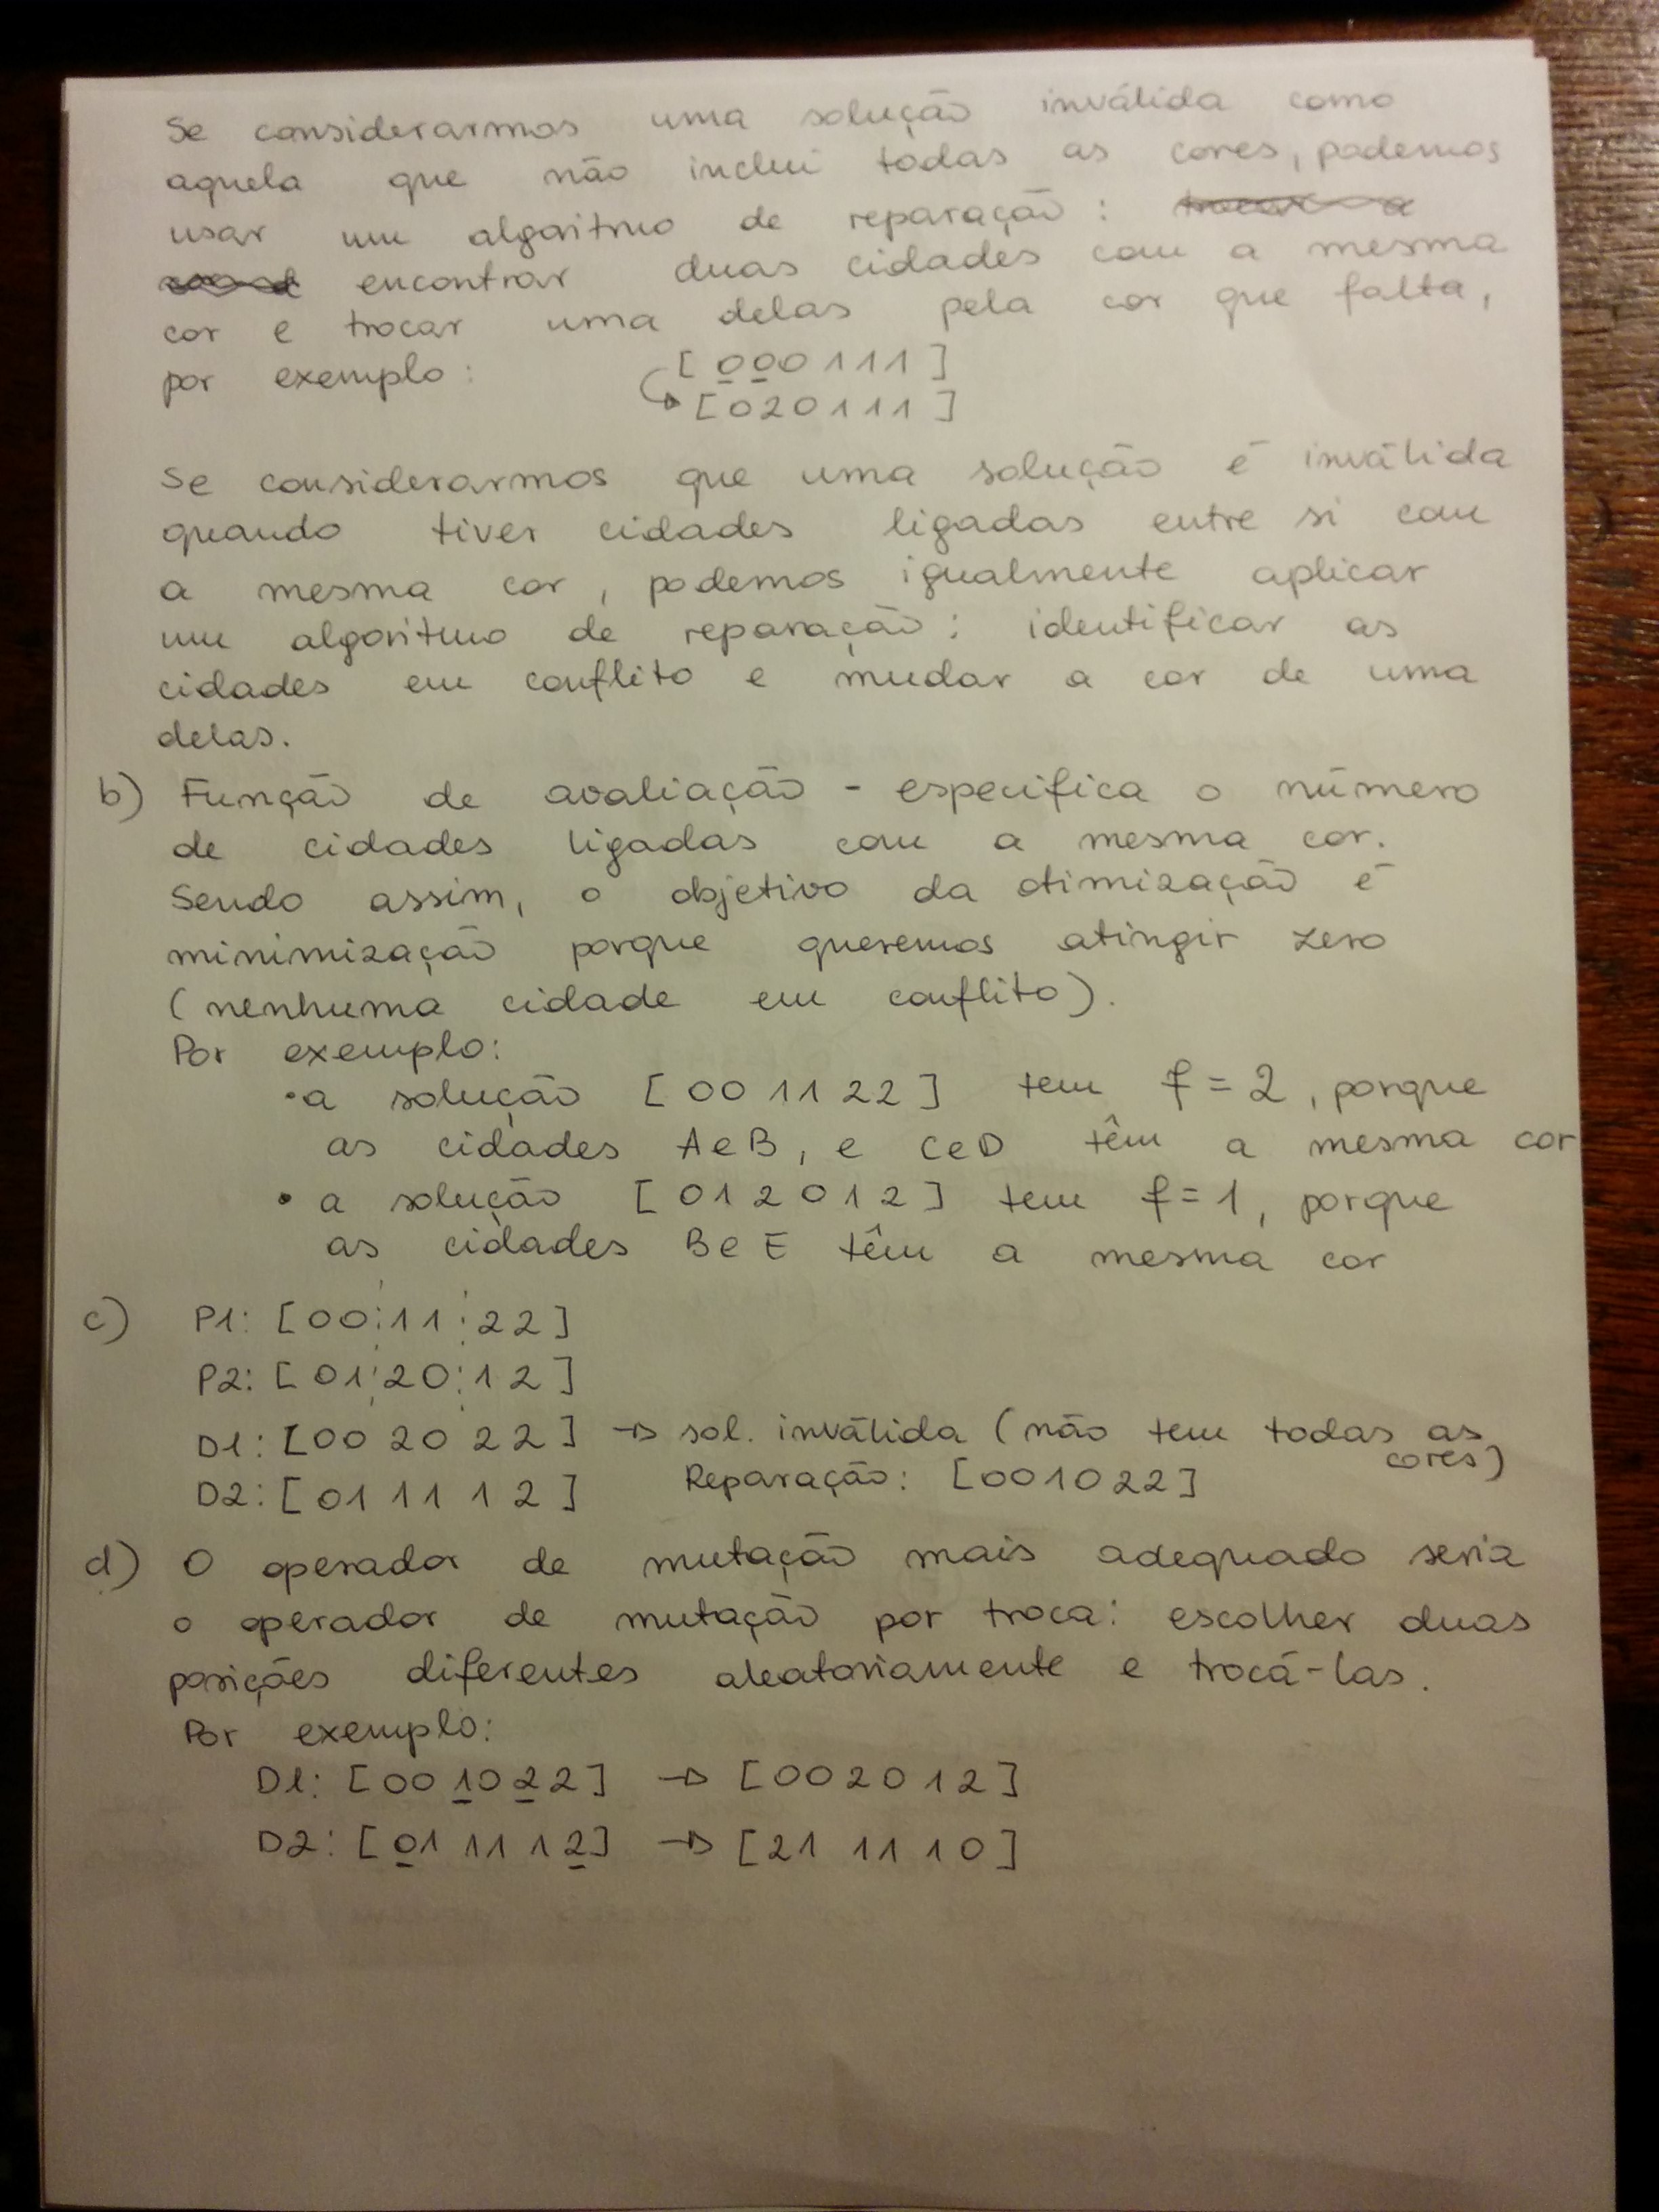 Se considerarmos uma solução inválida como
aquela que não inclui todas as cores, podemos
usar um algoritmo de reparação:
encontrar duas cidades com a mesma
cor e trocar uma delas pela cor que falta,
por exemplo: [000111]
[020111]
Se considerarmos que uma solução é inválida
quando tiver cidades ligadas entre si com
a mesma cor, podemos igualmente aplicar
um algoritmo de reparação: identificar as
cidades em conflito e mudar a cor de uma
delas.
b) Função de avaliação - especifica o número
de cidades ligadas com a mesma cor.
Sendo assim, o objetivo da otimização é
minimização porque queremos atingir zero
(nenhuma cidade em conflito).
Por exemplo:
• a solução [00 11 22] tem f = 2, porque
as cidades A e B, e C e D têm a mesma cor
• a solução [012012] tem f = 1, porque
as cidades B e E têm a mesma cor
c) P1: [00¦11¦22]
P2: [01¦20¦12]
D1: [00 20 22] → sol. inválida (não tem todas as cores)
D2: [01 11 12] Reparação: [001022]
d) O operador de mutação mais adequado seria
o operador de mutação por troca: escolher duas
posições diferentes aleatoriamente e trocá-las.
Por exemplo:
D1: [001022] → [002012]
D2: [01 11 12] → [21 11 10]